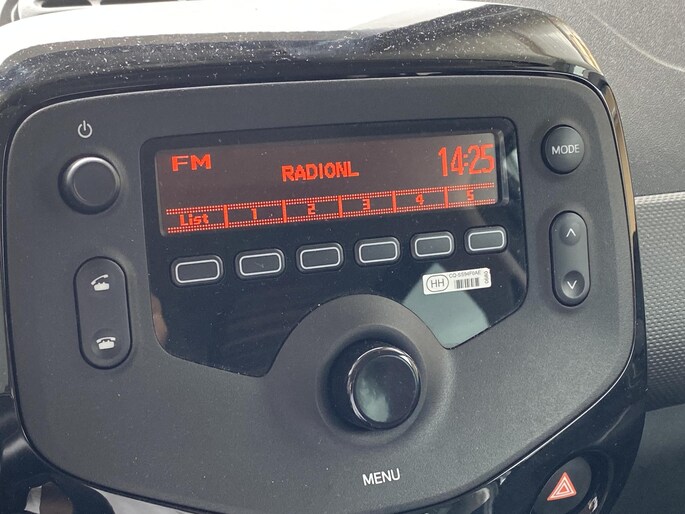 FM RADIONL 14:25
List 1 2 3 4 5
MODE
HH
MENU